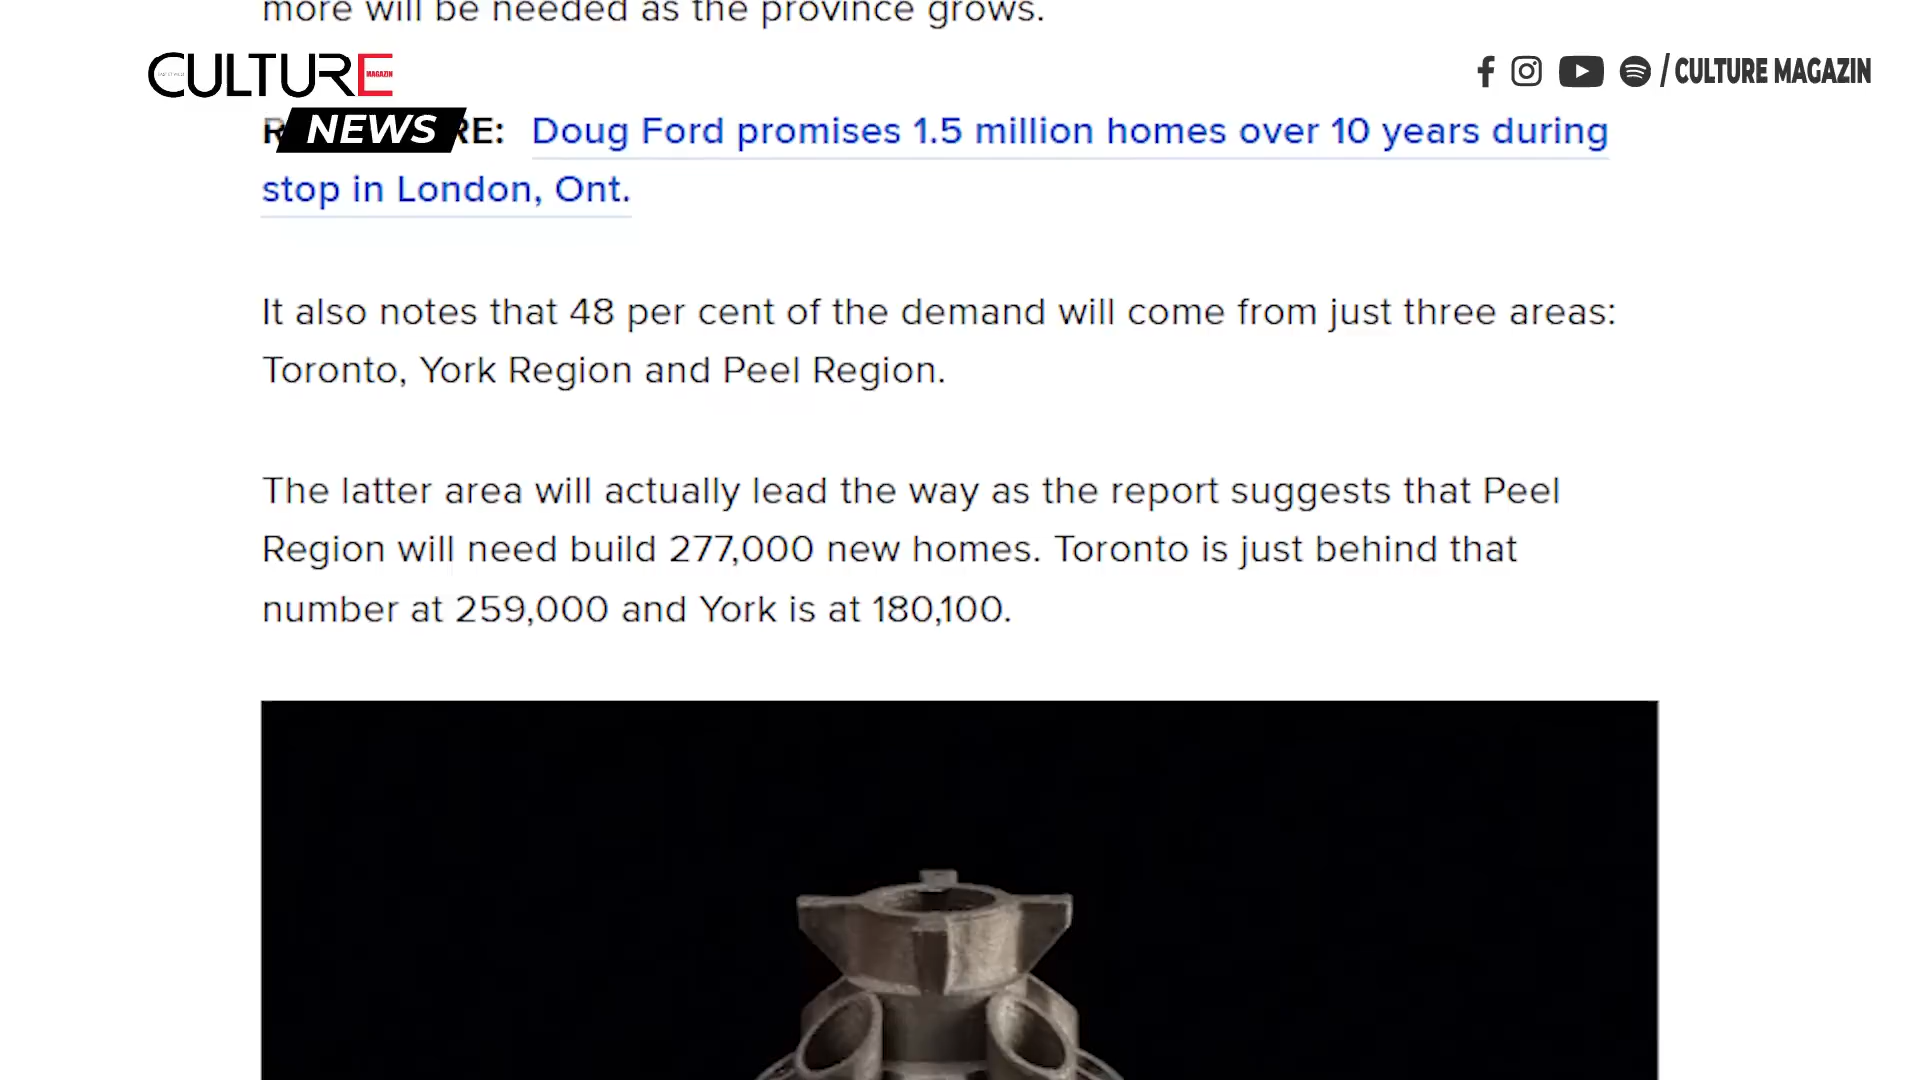 more will be needed as the province grows.
CULTURE
MAGAZIN
NEWS
/ CULTURE MAGAZIN
RE: Doug Ford promises 1.5 million homes over 10 years during
stop in London, Ont.
It also notes that 48 per cent of the demand will come from just three areas:
Toronto, York Region and Peel Region.
The latter area will actually lead the way as the report suggests that Peel
Region will need build 277,000 new homes. Toronto is just behind that
number at 259,000 and York is at 180,100.